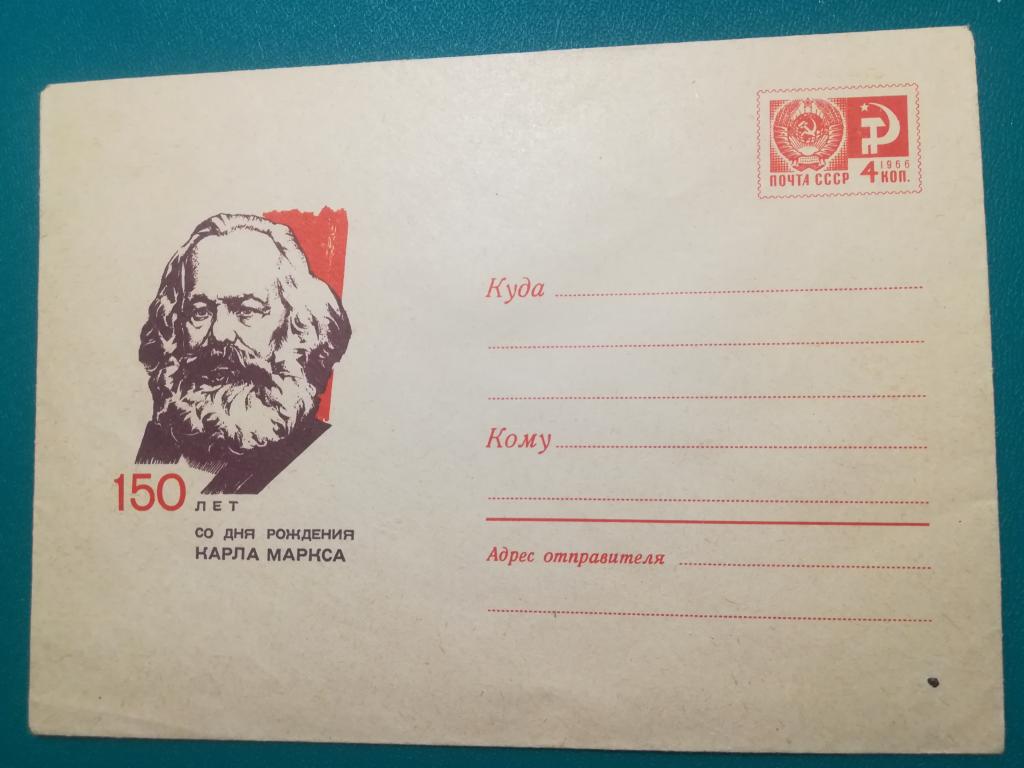 1966
ПОЧТА СССР 4 КОП.
Куда
Кому
150 ЛЕТ
СО ДНЯ РОЖДЕНИЯ
КАРЛА МАРКСА
Адрес отправителя